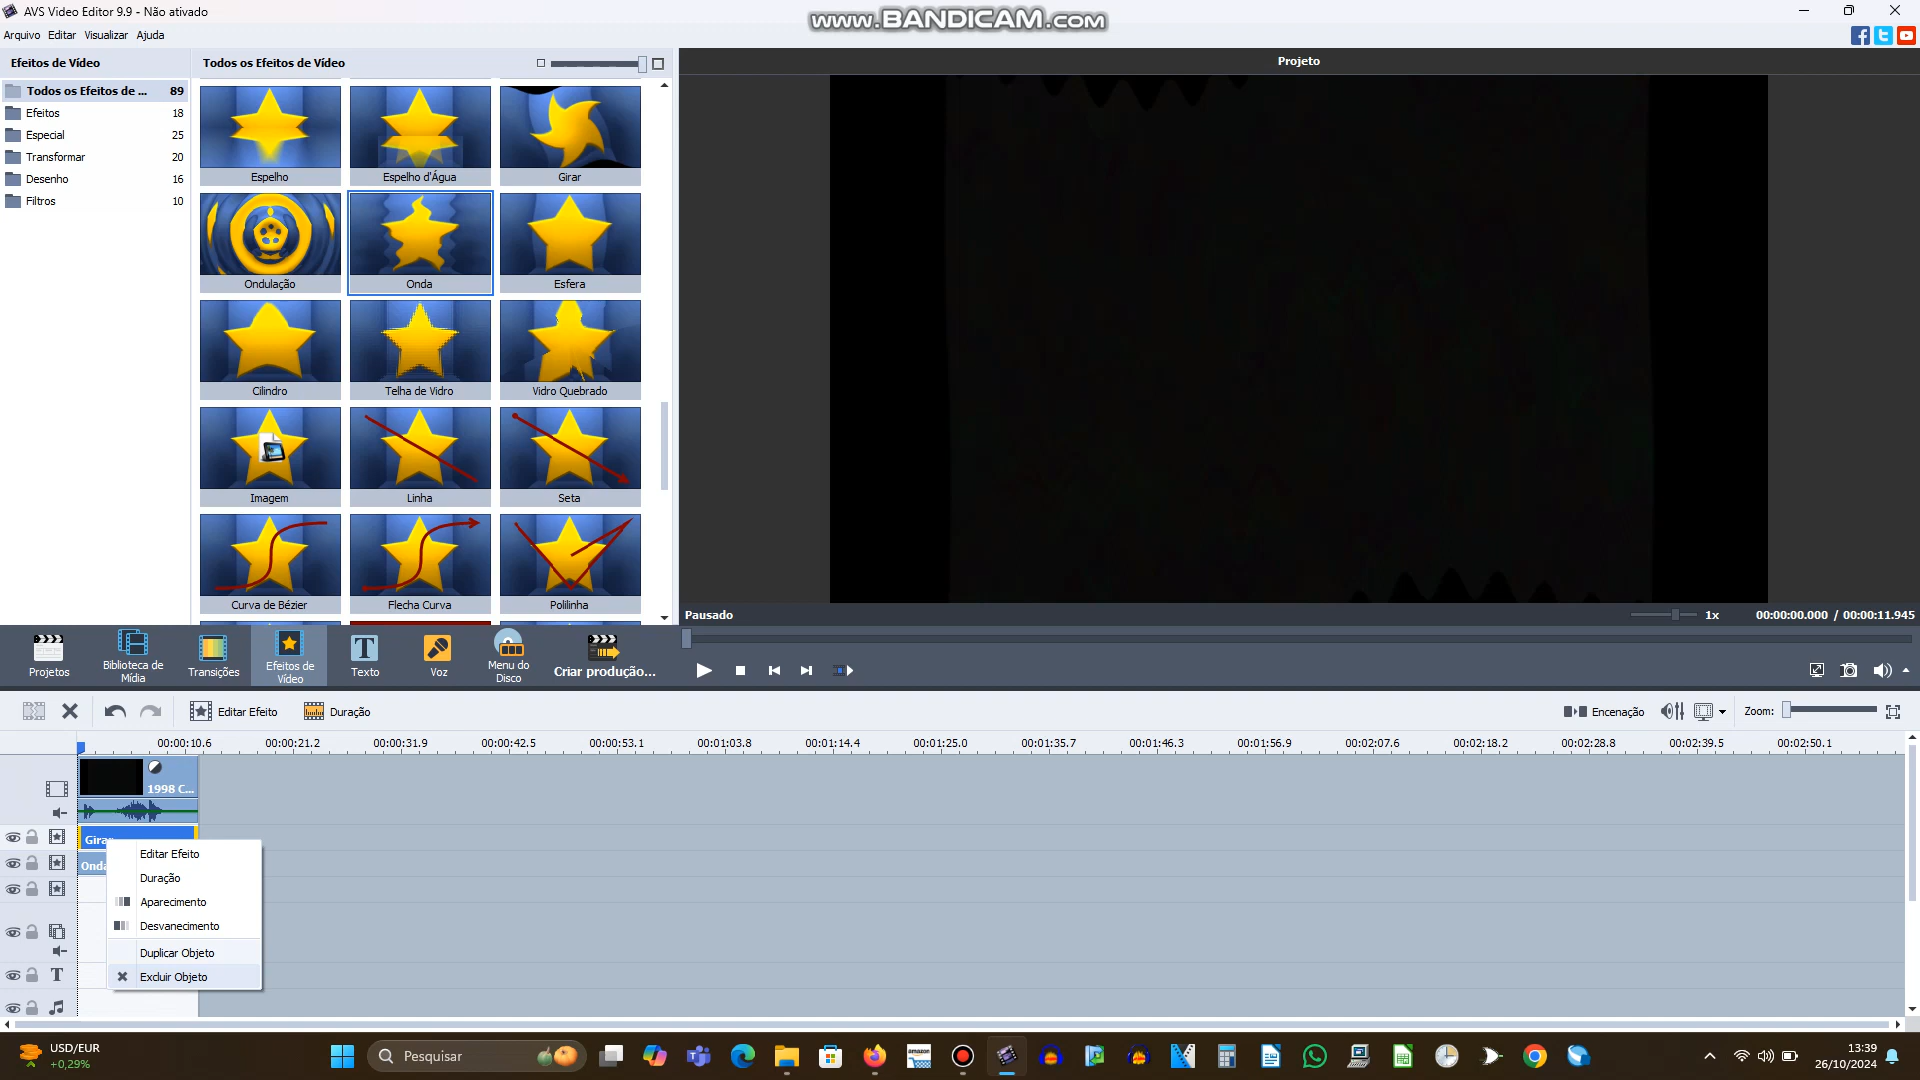 AVS Video Editor 9.9 - Não ativado
www.BANDICAM.com
Arquivo Editar Visualizar Ajuda
Efeitos de Vídeo
Todos os Efeitos de ... 89
Efeitos 18
Especial 25
Transformar 20
Desenho 16
Filtros 10
Todos os Efeitos de Vídeo
Espelho Espelho d'Água Girar
Ondulação Onda Esfera
Cilindro Telha de Vidro Vidro Quebrado
Imagem Linha Seta
Curva de Bézier Flecha Curva Polilinha
Projeto
Pausado 1x 00:00:00.000 / 00:00:11.945
Projetos
Biblioteca de
Mídia
Transições
Efeitos de
Vídeo
Texto
Voz
Menu do
Disco
Criar produção...
Editar Efeito Duração Encenação Zoom:
00:00:10.6 00:00:21.2 00:00:31.9 00:00:42.5 00:00:53.1 00:01:03.8 00:01:14.4 00:01:25.0 00:01:35.7 00:01:46.3 00:01:56.9 00:02:07.6 00:02:18.2 00:02:28.8 00:02:39.5 00:02:50.1
1998 C...
Girar
Onda
Editar Efeito
Duração
Aparecimento
Desvanecimento
Duplicar Objeto
Excluir Objeto
USD/EUR
+0,29%
Pesquisar
amazon
13:39
26/10/2024